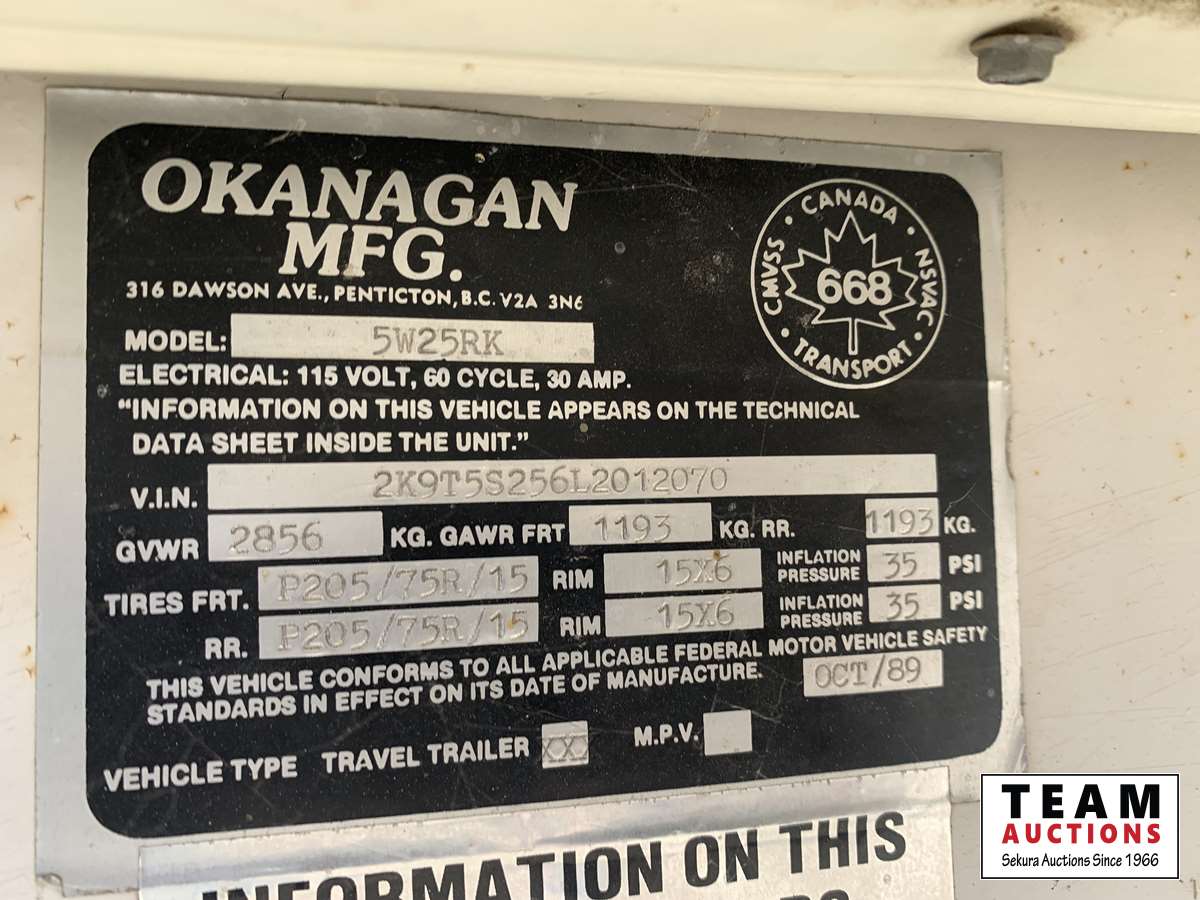 OKANAGAN
MFG.
316 DAWSON AVE., PENTICTON, B.C. V2A 3N6
CANADA
CMVSS
NSVAC
668
TRANSPORT
MODEL: 5W25RK
ELECTRICAL: 115 VOLT, 60 CYCLE, 30 AMP.
"INFORMATION ON THIS VEHICLE APPEARS ON THE TECHNICAL
DATA SHEET INSIDE THE UNIT."
V.I.N. 2K9T5S256L2012070
GVWR 2856 KG. GAWR FRT 1193 KG. RR. 1193 KG.
TIRES FRT. P205/75R/15 RIM 15X6 INFLATION PRESSURE 35 PSI
RR. P205/75R/15 RIM 15X6 INFLATION PRESSURE 35 PSI
THIS VEHICLE CONFORMS TO ALL APPLICABLE FEDERAL MOTOR VEHICLE SAFETY
STANDARDS IN EFFECT ON ITS DATE OF MANUFACTURE. OCT/89
VEHICLE TYPE TRAVEL TRAILER XXX M.P.V.
INFORMATION ON THIS
TEAM
AUCTIONS
Sekura Auctions Since 1966